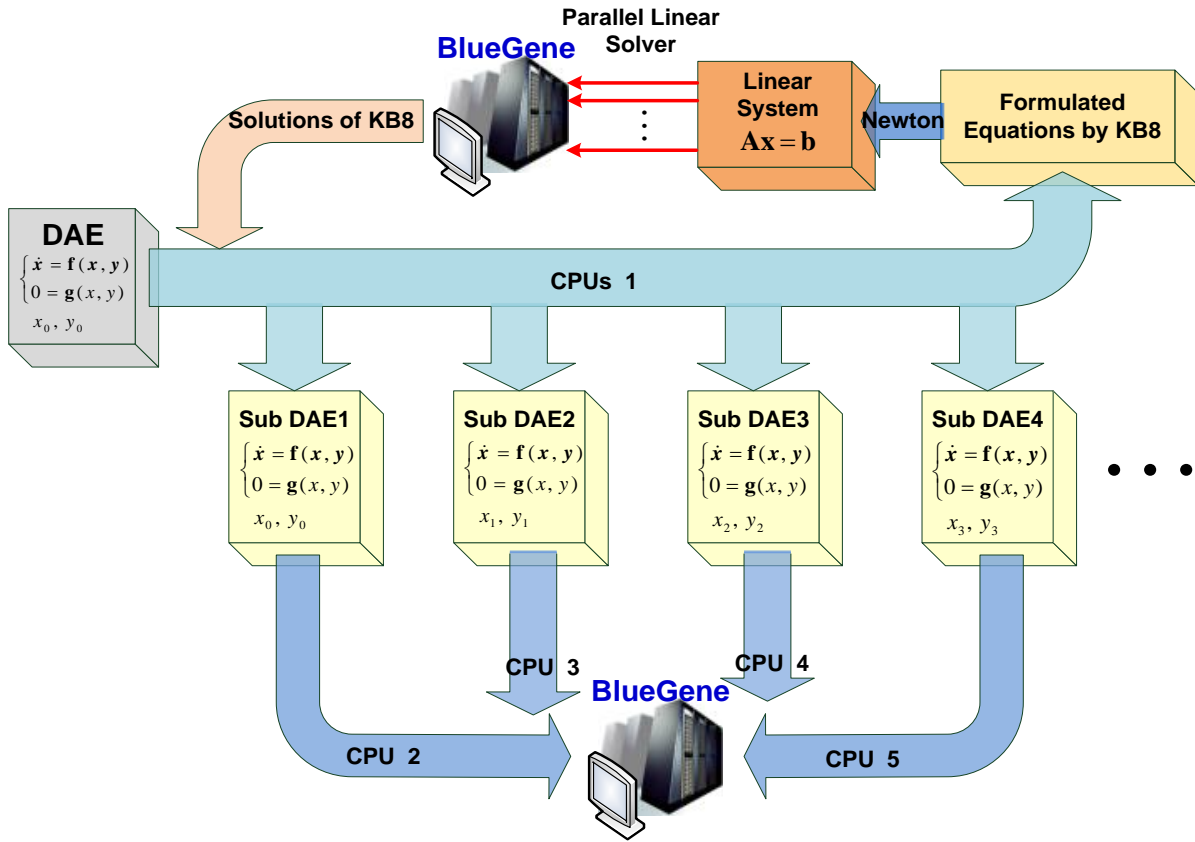 Parallel Linear
Solver
BlueGene
Solutions of KB8
Linear
System
Ax = b
Newton
Formulated
Equations by KB8
DAE
ẋ = f(x, y)
0 = g(x, y)
x₀, y₀
CPUs 1
Sub DAE1
ẋ = f(x, y)
0 = g(x, y)
x₀, y₀
Sub DAE2
ẋ = f(x, y)
0 = g(x, y)
x₁, y₁
Sub DAE3
ẋ = f(x, y)
0 = g(x, y)
x₂, y₂
Sub DAE4
ẋ = f(x, y)
0 = g(x, y)
x₃, y₃
CPU 3
CPU 4
BlueGene
CPU 2
CPU 5